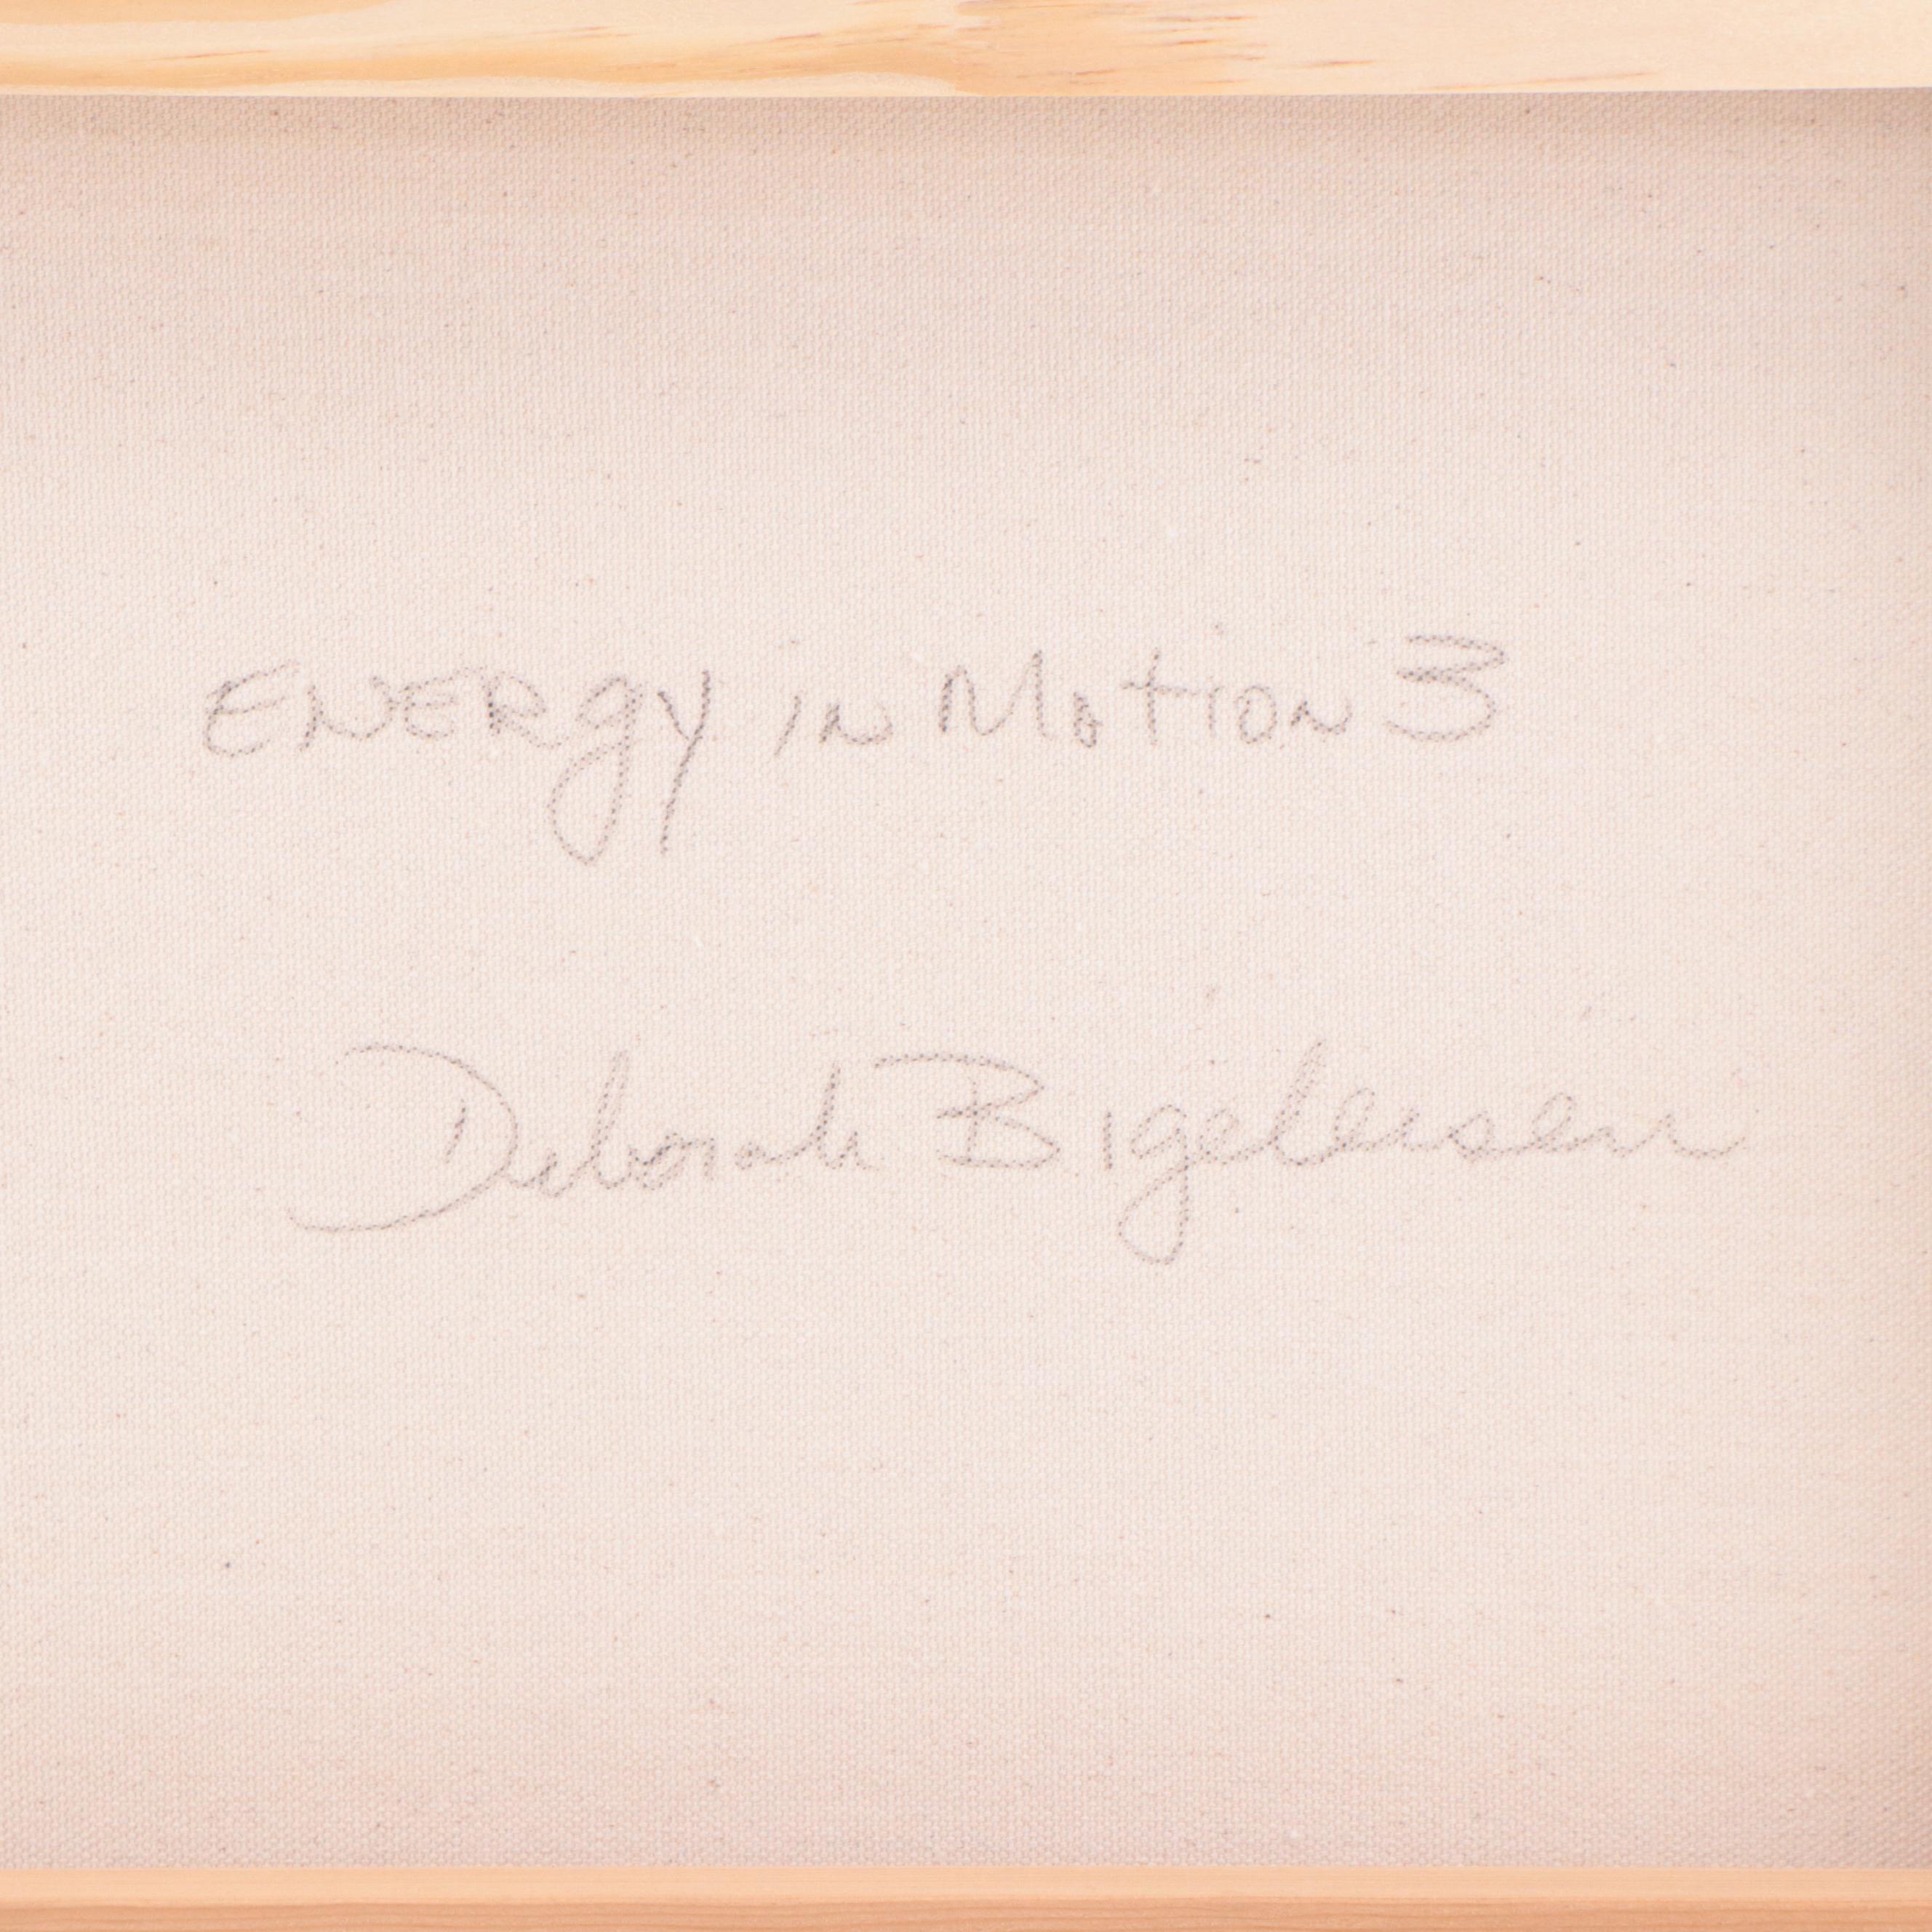 ENERgy iN MotioN 3
Deborah Bigeleisen